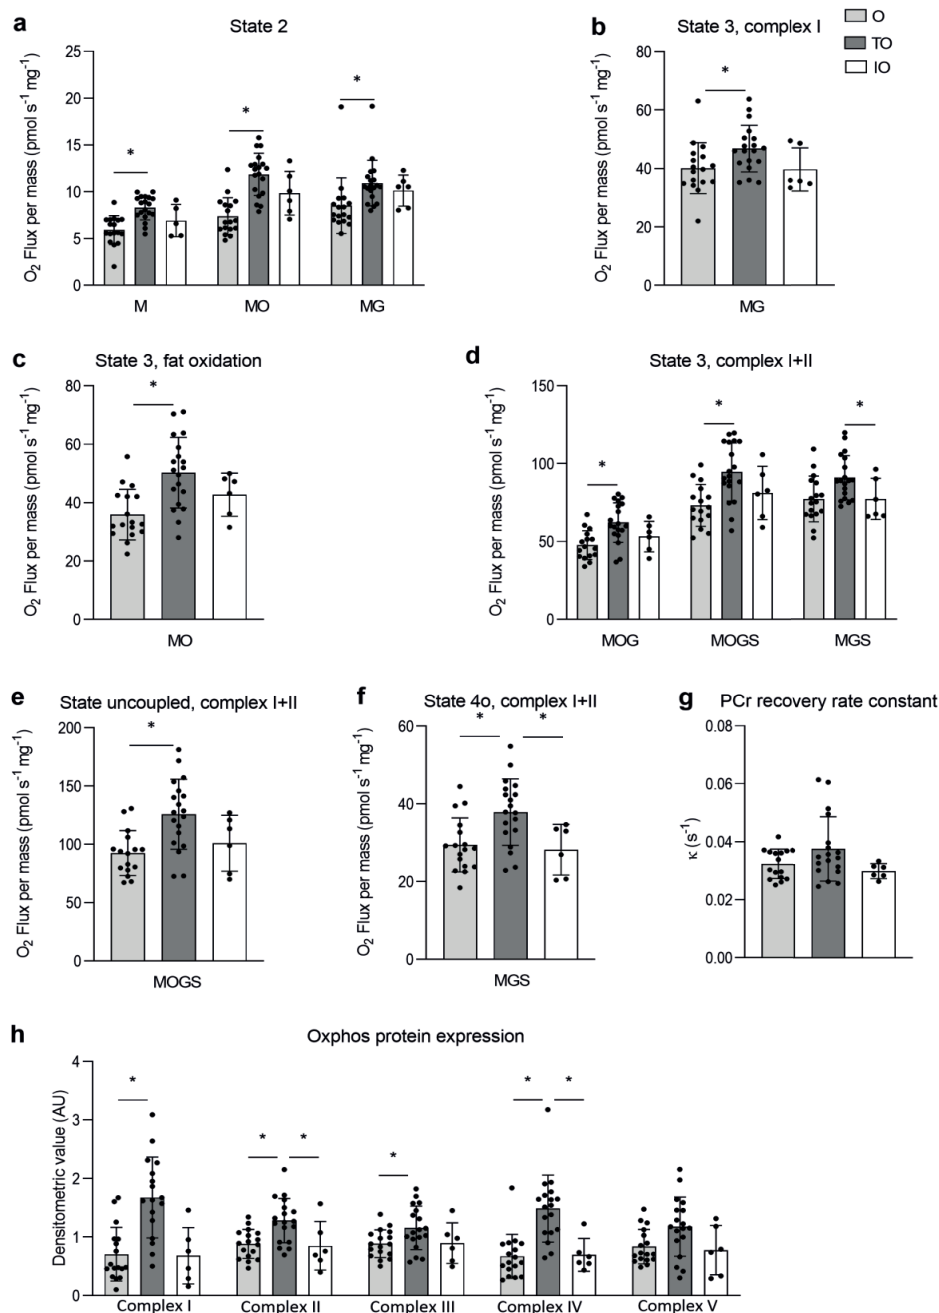 a
State 2
O₂ Flux per mass (pmol s⁻¹ mg⁻¹)
25
20
15
10
5
0
*
*
*
M
MO
MG
b
State 3, complex I
O₂ Flux per mass (pmol s⁻¹ mg⁻¹)
80
60
40
20
0
*
MG
O
TO
IO
c
State 3, fat oxidation
O₂ Flux per mass (pmol s⁻¹ mg⁻¹)
80
60
40
20
0
*
MO
d
State 3, complex I+II
O₂ Flux per mass (pmol s⁻¹ mg⁻¹)
150
100
50
0
*
*
*
MOG
MOGS
MGS
e
State uncoupled, complex I+II
O₂ Flux per mass (pmol s⁻¹ mg⁻¹)
200
150
100
50
0
*
MOGS
f
State 4o, complex I+II
O₂ Flux per mass (pmol s⁻¹ mg⁻¹)
60
40
20
0
*
*
MGS
g
PCr recovery rate constant
κ (s⁻¹)
0.08
0.06
0.04
0.02
0.00
h
Oxphos protein expression
Densitometric value (AU)
4
3
2
1
0
*
*
*
*
*
*
Complex I
Complex II
Complex III
Complex IV
Complex V